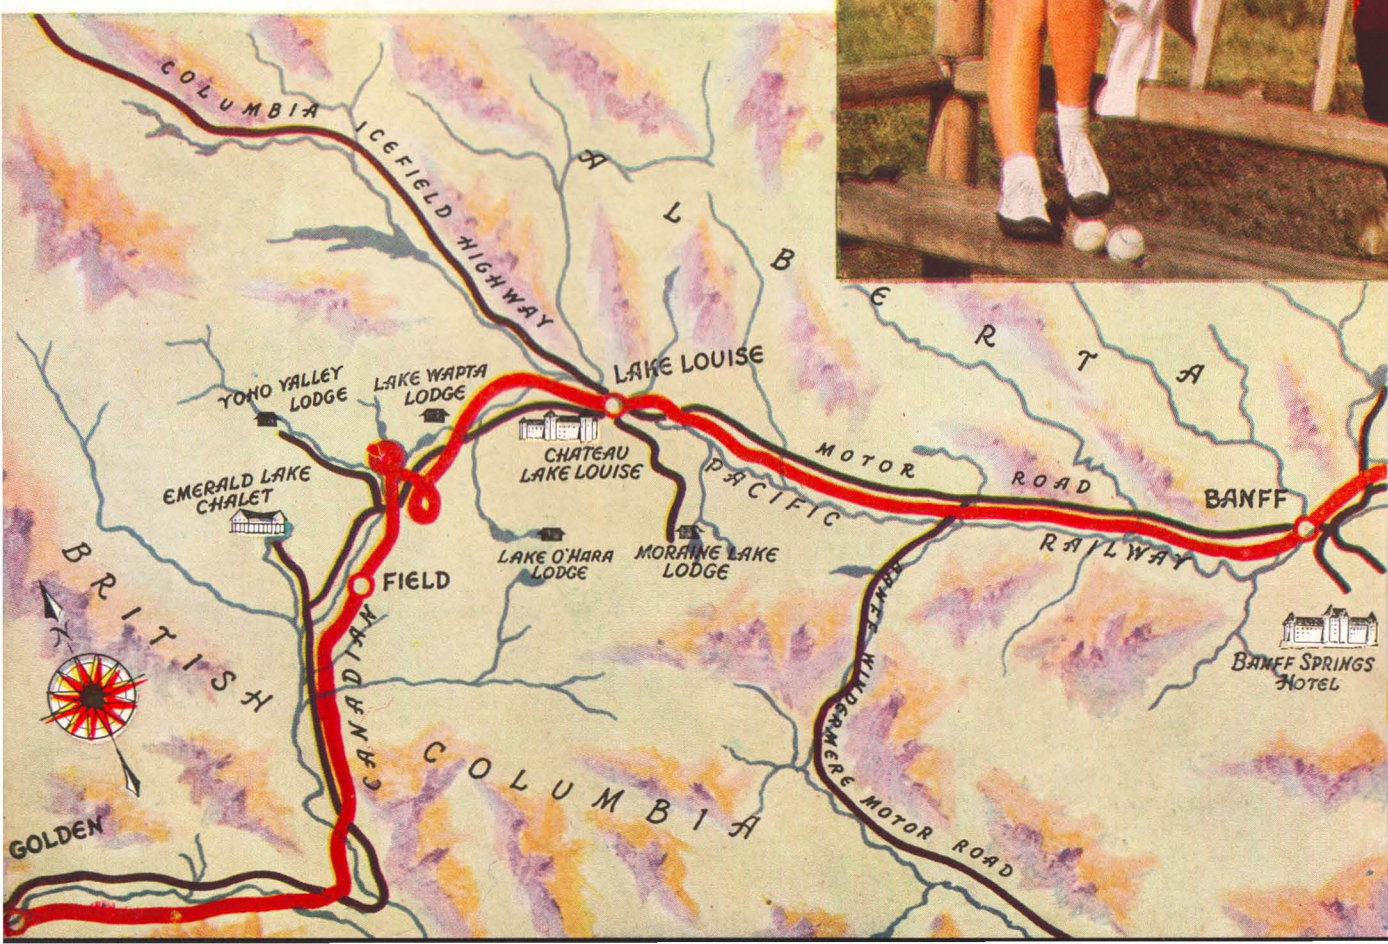 COLUMBIA ICEFIELD HIGHWAY
ALBERTA
LAKE LOUISE
YOHO VALLEY
LODGE
LAKE WAPTA
LODGE
CHATEAU
LAKE LOUISE
EMERALD LAKE
CHALET
MOTOR ROAD
CANADIAN PACIFIC RAILWAY
BANFF
LAKE O'HARA
LODGE
MORAINE LAKE
LODGE
FIELD
BRITISH COLUMBIA
N
BANFF WINDERMERE MOTOR ROAD
BANFF SPRINGS
HOTEL
GOLDEN